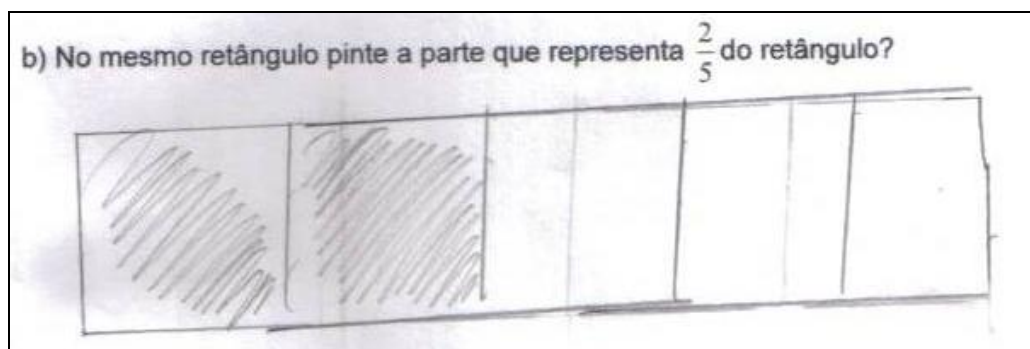 b) No mesmo retângulo pinte a parte que representa 2/5 do retângulo?